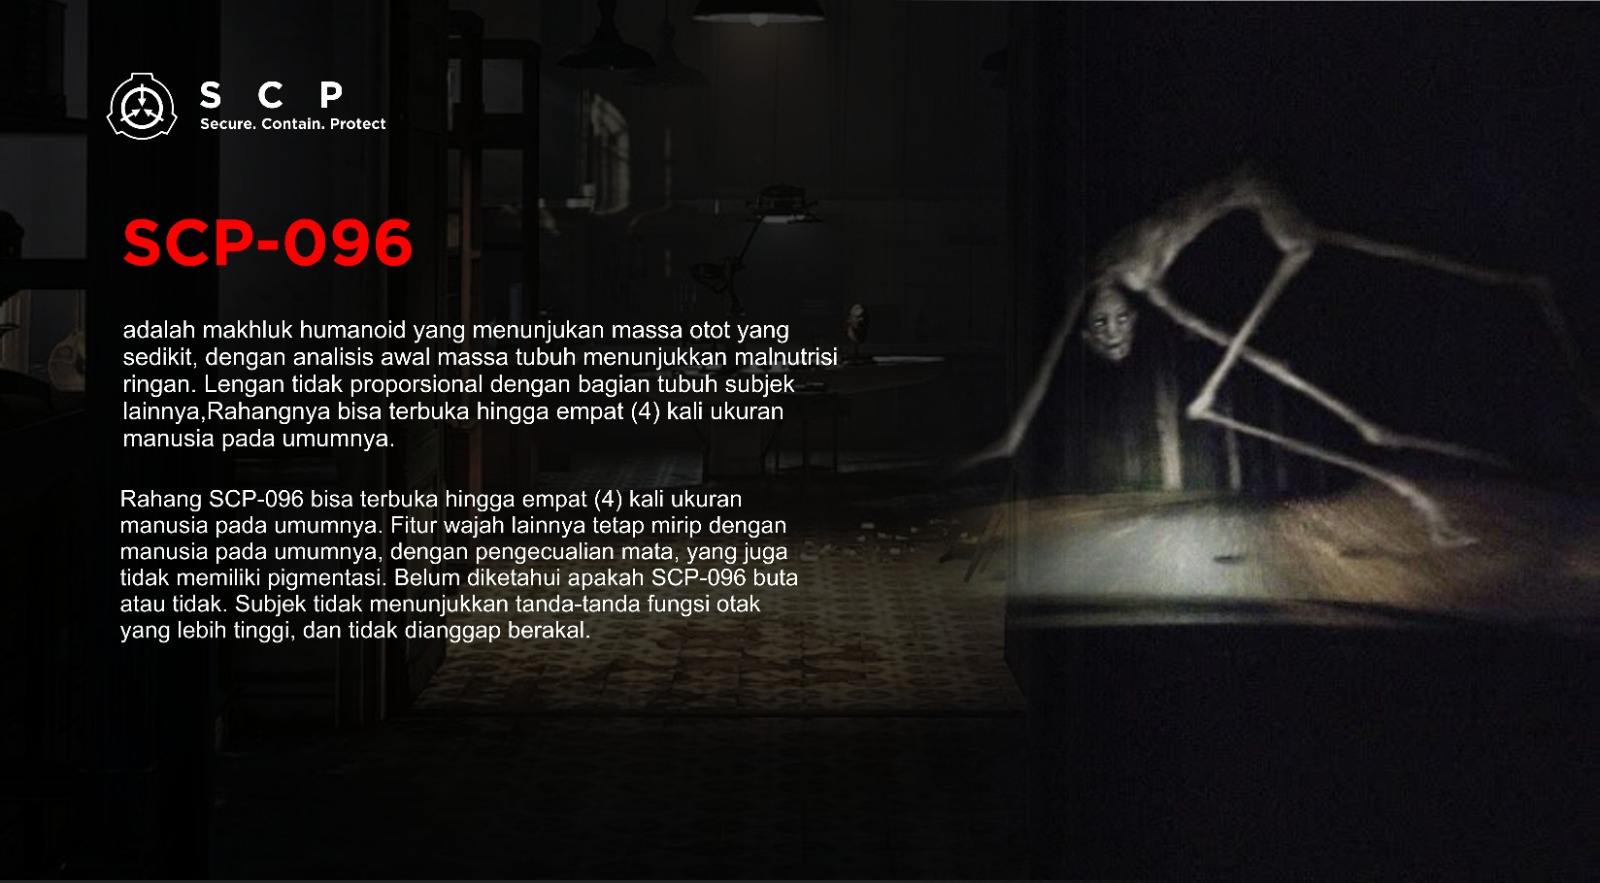 S C P
Secure. Contain. Protect
SCP-096
adalah makhluk humanoid yang menunjukan massa otot yang
sedikit, dengan analisis awal massa tubuh menunjukkan malnutrisi
ringan. Lengan tidak proporsional dengan bagian tubuh subjek
lainnya,Rahangnya bisa terbuka hingga empat (4) kali ukuran
manusia pada umumnya.
Rahang SCP-096 bisa terbuka hingga empat (4) kali ukuran
manusia pada umumnya. Fitur wajah lainnya tetap mirip dengan
manusia pada umumnya, dengan pengecualian mata, yang juga
tidak memiliki pigmentasi. Belum diketahui apakah SCP-096 buta
atau tidak. Subjek tidak menunjukkan tanda-tanda fungsi otak
yang lebih tinggi, dan tidak dianggap berakal.